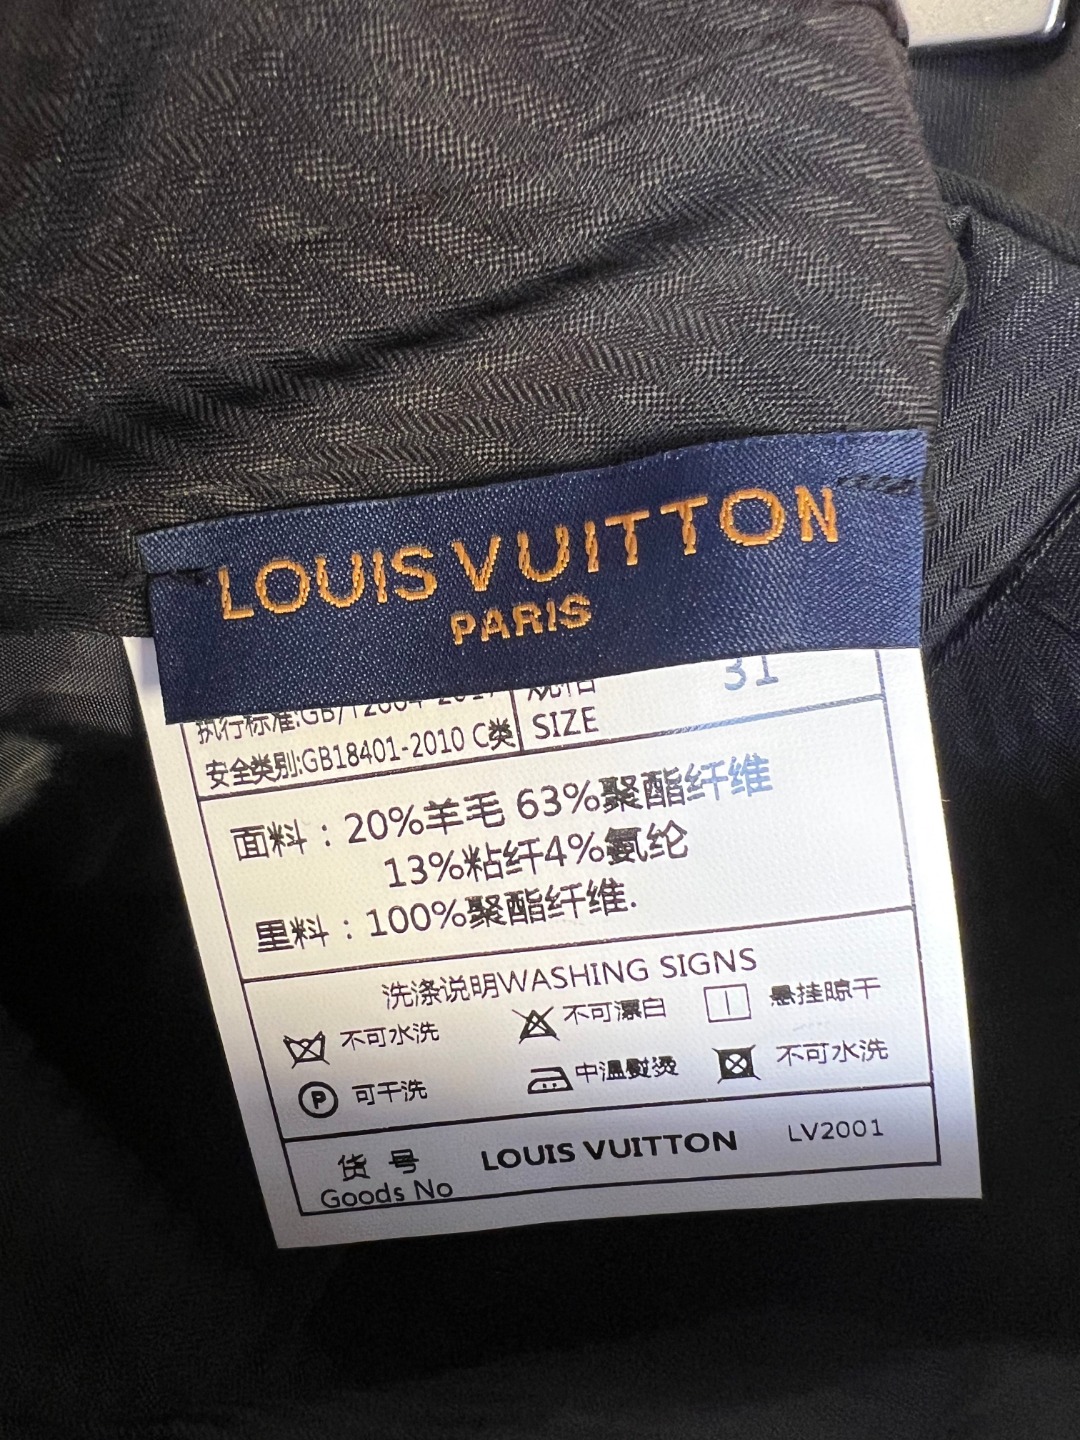 LOUIS VUITTON
PARIS
31
SIZE
安全类别:GB18401-2010 C类
面料：20%羊毛 63%聚酯纤维
13%粘纤4%氨纶
里料：100%聚酯纤维.
洗涤说明WASHING SIGNS
不可水洗
不可漂白
悬挂晾干
P
可干洗
中温熨烫
不可水洗
货号
LOUIS VUITTON
LV2001
Goods No